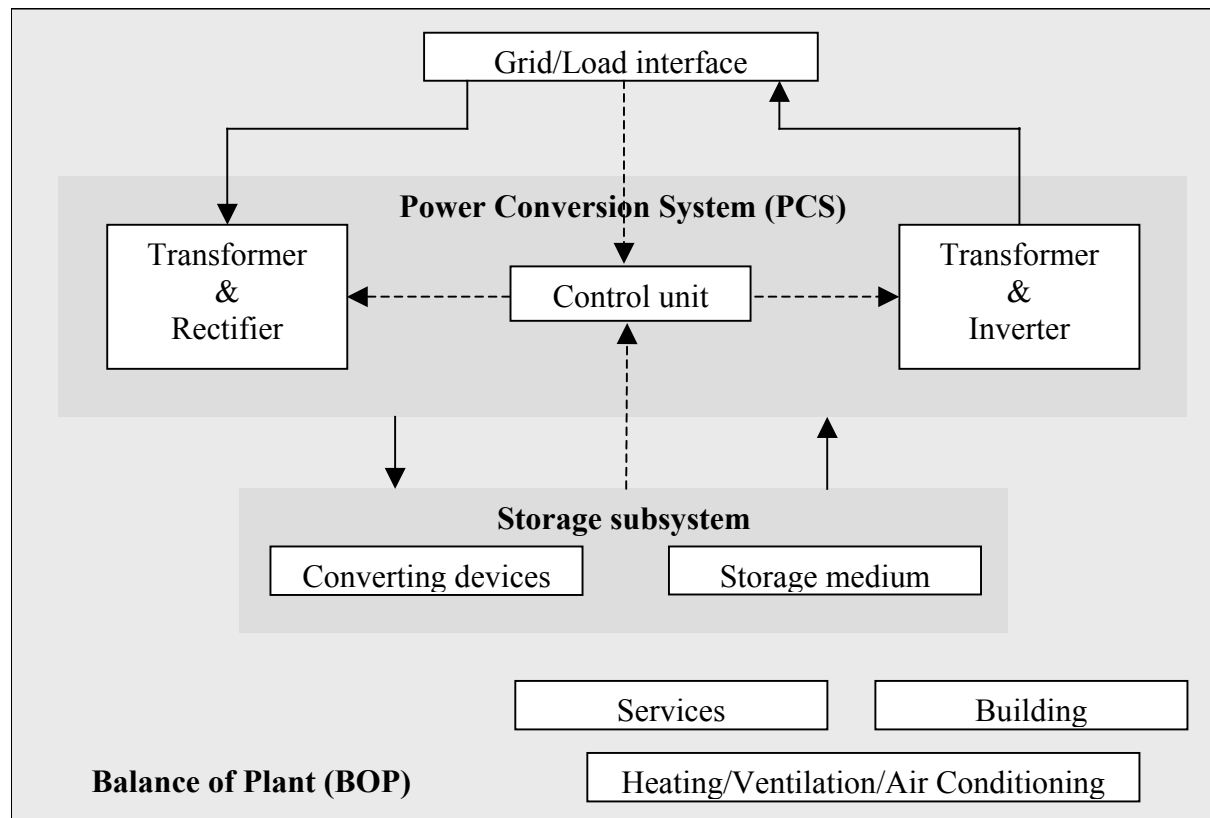 Grid/Load interface
Power Conversion System (PCS)
Transformer
&
Rectifier
Control unit
Transformer
&
Inverter
Storage subsystem
Converting devices
Storage medium
Services
Building
Balance of Plant (BOP)
Heating/Ventilation/Air Conditioning